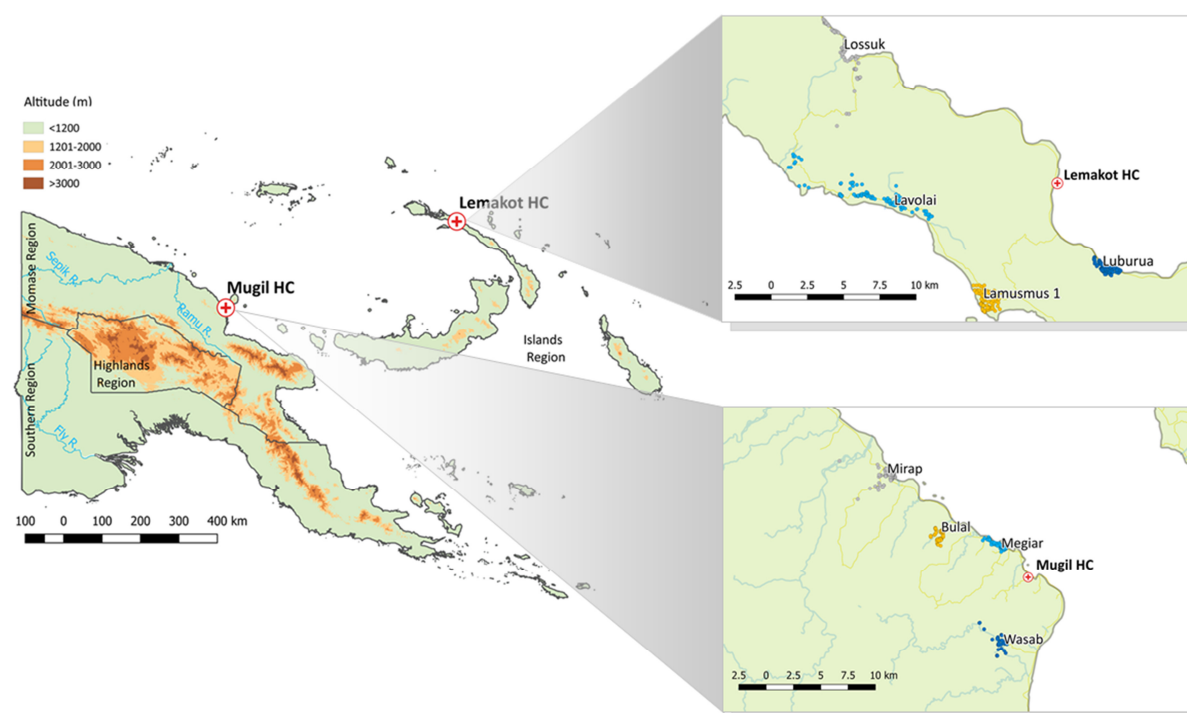 Altitude (m)
<1200
1201-2000
2001-3000
>3000
Momase Region
Southern Region
Sepik R.
Ramu R.
Fly R.
Highlands
Region
Mugil HC
Lemakot HC
Islands
Region
100 0 100 200 300 400 km
Lossuk
Lemakot HC
Lavolai
Luburua
Lamusmus 1
2.5 0 2.5 5 7.5 10 km
Mirap
Bulal
Megiar
Mugil HC
Wasab
2.5 0 2.5 5 7.5 10 km